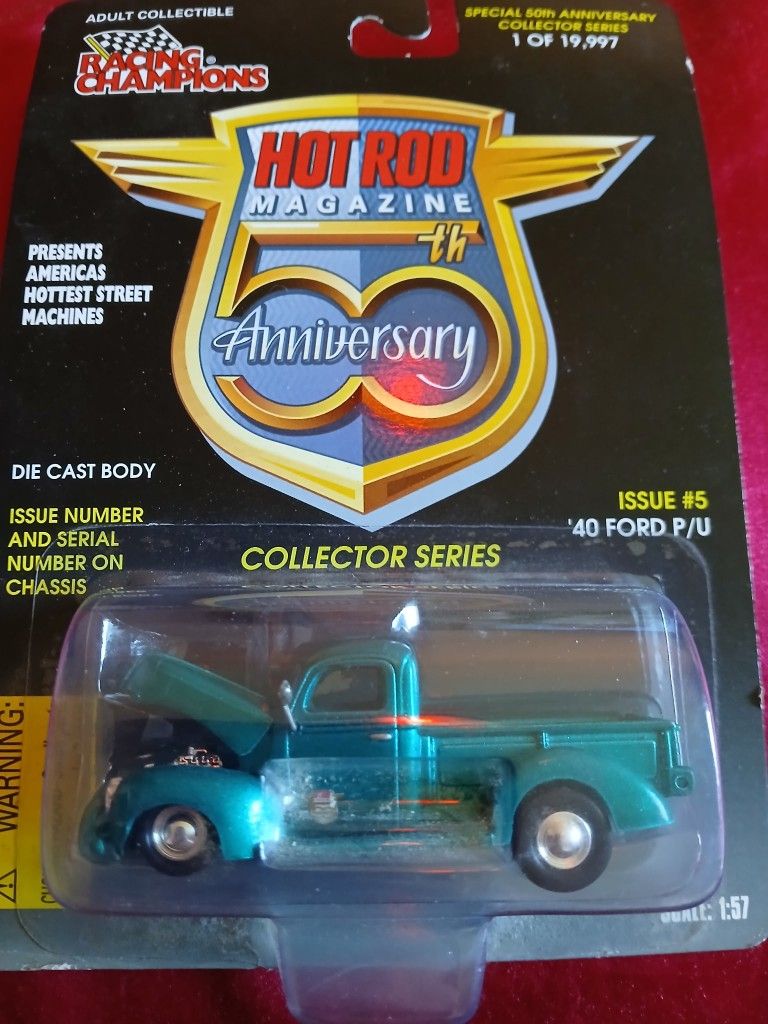 ADULT COLLECTIBLE
RACING CHAMPIONS®
SPECIAL 50th ANNIVERSARY
COLLECTOR SERIES
1 OF 19,997
HOT ROD
MAGAZINE
50th
Anniversary
PRESENTS
AMERICAS
HOTTEST STREET
MACHINES
DIE CAST BODY
ISSUE NUMBER
AND SERIAL
NUMBER ON
CHASSIS
ISSUE #5
'40 FORD P/U
COLLECTOR SERIES
WARNING:
SCALE: 1:57